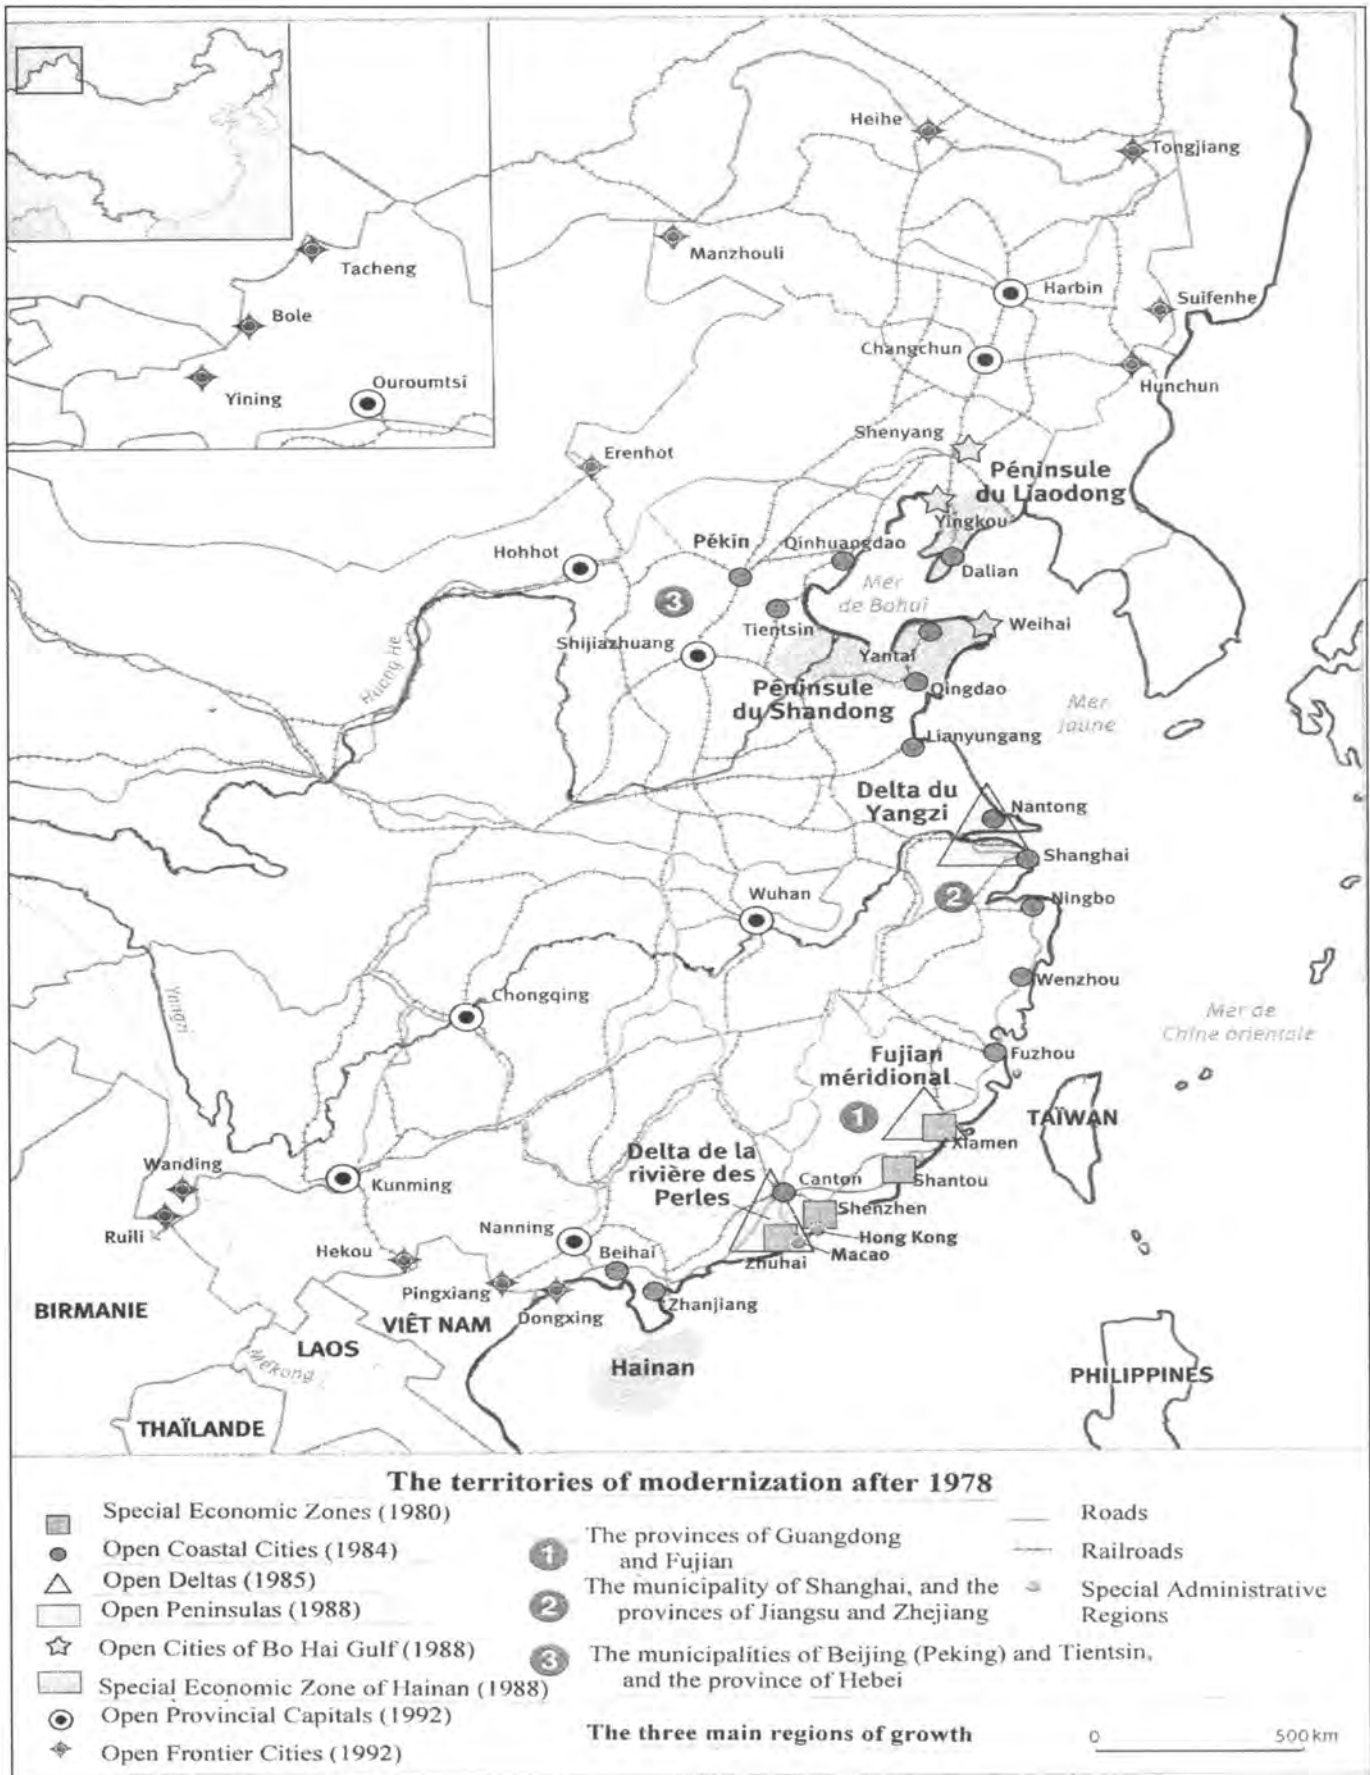 Heihe
Tongjiang
Manzhouli
Tacheng
Harbin
Suifenhe
Bole
Changchun
Hunchun
Yining
Ouroumtsi
Shenyang
Erenhot
Péninsule
du Liaodong
Yingkou
Pékin
Qinhuangdao
Hohhot
Dalian
Mer
de Bohai
3
Tientsin
Weihai
Shijiazhuang
Yantai
Huang He
Péninsule
du Shandong
Qingdao
Mer
jaune
Lianyungang
Delta du
Yangzi
Nantong
Shanghai
Wuhan
2
Ningbo
Wenzhou
Chongqing
Yangzi
Mer de
Chine orientale
Fuzhou
Fujian
méridional
1
TAÏWAN
Xiamen
Delta de la
rivière des
Perles
Wanding
Canton
Shantou
Kunming
Shenzhen
Ruili
Nanning
Hong Kong
Hekou
Beihai
Macao
Zhuhai
Pingxiang
Zhanjiang
BIRMANIE
VIÊT NAM
Dongxing
LAOS
Mékong
Hainan
PHILIPPINES
THAÏLANDE
The territories of modernization after 1978
Special Economic Zones (1980)
Open Coastal Cities (1984)
Open Deltas (1985)
Open Peninsulas (1988)
Open Cities of Bo Hai Gulf (1988)
Special Economic Zone of Hainan (1988)
Open Provincial Capitals (1992)
Open Frontier Cities (1992)
1 The provinces of Guangdong
and Fujian
2 The municipality of Shanghai, and the
provinces of Jiangsu and Zhejiang
3 The municipalities of Beijing (Peking) and Tientsin,
and the province of Hebei
The three main regions of growth
Roads
Railroads
Special Administrative
Regions
0 500 km